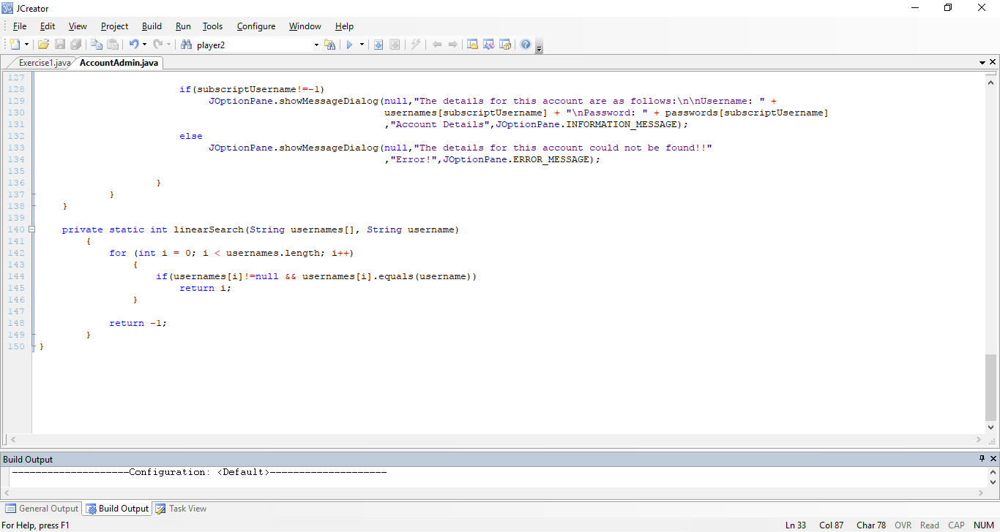 JCreator
File Edit View Project Build Run Tools Configure Window Help
player2
Exercise1.java AccountAdmin.java
127
128 if(subscriptUsername!=-1)
129 JOptionPane.showMessageDialog(null,"The details for this account are as follows:\n\nUsername: " +
130 usernames[subscriptUsername] + "\nPassword: " + passwords[subscriptUsername]
131 ,"Account Details",JOptionPane.INFORMATION_MESSAGE);
132 else
133 JOptionPane.showMessageDialog(null,"The details for this account could not be found!!"
134 ,"Error!",JOptionPane.ERROR_MESSAGE);
135
136 }
137 }
138 }
139
140 private static int linearSearch(String usernames[], String username)
141 {
142 for (int i = 0; i < usernames.length; i++)
143 {
144 if(usernames[i]!=null && usernames[i].equals(username))
145 return i;
146 }
147
148 return -1;
149 }
150 }
Build Output
--------------------Configuration: <Default>--------------------
General Output Build Output Task View
For Help, press F1 Ln 33 Col 87 Char 78 OVR Read CAP NUM